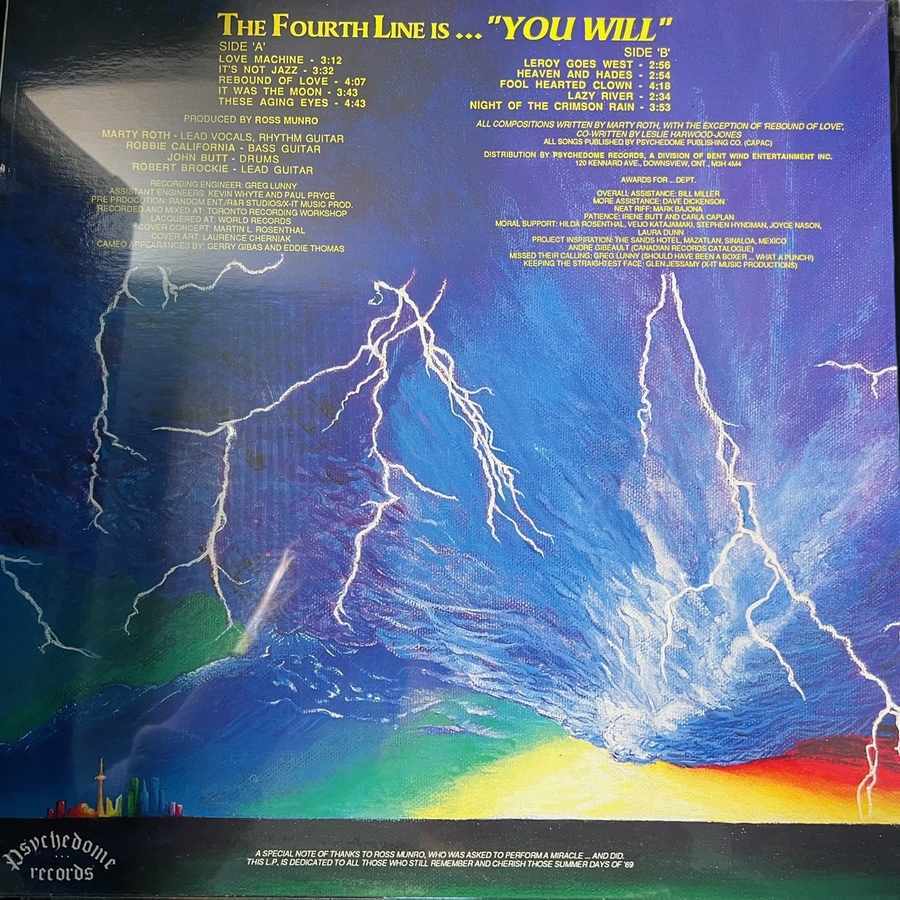 THE FOURTH LINE IS ... "YOU WILL"
SIDE 'A'
LOVE MACHINE - 3:12
IT'S NOT JAZZ - 3:32
REBOUND OF LOVE - 4:07
IT WAS THE MOON - 3:43
THESE AGING EYES - 4:43
PRODUCED BY ROSS MUNRO
MARTY ROTH - LEAD VOCALS, RHYTHM GUITAR
ROBBIE CALIFORNIA - BASS GUITAR
JOHN BUTT - DRUMS
ROBERT BROCKIE - LEAD GUITAR
RECORDING ENGINEER: GREG LUNNY
ASSISTANT ENGINEERS: KEVIN WHYTE AND PAUL PRYCE
PRE PRODCUTION: RANDOM ENT./R&R STUDIOS/X-IT MUSIC PROD.
RECORDED AND MIXED AT: TORONTO RECORDING WORKSHOP
LACQUERED AT: WORLD RECORDS
COVER CONCEPT: MARTIN L. ROSENTHAL
COVER ART: LAURENCE CHERNIAK
CAMEO APPEARANCED BY: GERRY GIBAS AND EDDIE THOMAS
SIDE 'B'
LEROY GOES WEST - 2:56
HEAVEN AND HADES - 2:54
FOOL HEARTED CLOWN - 4:18
LAZY RIVER - 2:34
NIGHT OF THE CRIMSON RAIN - 3:53
ALL COMPOSITIONS WRITTEN BY MARTY ROTH, WITH THE EXCEPTION OF 'REBOUND OF LOVE',
CO-WRITTEN BY LESLIE HARWOOD-JONES
ALL SONGS PUBLISHED BY PSYCHEDOME PUBLISHING CO. (CAPAC)
DISTRIBUTION BY PSYCHEDOME RECORDS, A DIVISION OF BENT WIND ENTERTAINMENT INC.
120 KENNARD AVE., DOWNSVIEW, ONT., M3H 4M4
AWARDS FOR ... DEPT.
OVERALL ASSISTANCE: BILL MILLER
MORE ASSISTANCE: DAVE DICKENSON
NEAT RIFF: MARK BAJONA
PATIENCE: IRENE BUTT AND CARLA CAPLAN
MORAL SUPPORT: HILDA ROSENTHAL, VEIJO KATAJAMAKI, STEPHEN HYNDMAN, JOYCE NASON,
LAURA DUNN
PROJECT INSPIRATION: THE SANDS HOTEL, MAZATLAN, SINALOA, MEXICO
ANDRE GIBEAULT (CANADIAN RECORDS CATALOGUE)
MISSED THEIR CALLING: GREG LUNNY (SHOULD HAVE BEEN A BOXER ... WHAT A PUNCH!)
KEEPING THE STRAIGHTEST FACE: GLEN JESSAMY (X-IT MUSIC PRODUCTIONS)
Psychedome
records
A SPECIAL NOTE OF THANKS TO ROSS MUNRO, WHO WAS ASKED TO PERFORM A MIRACLE ... AND DID.
THIS L.P. IS DEDICATED TO ALL THOSE WHO STILL REMEMBER AND CHERISH THOSE SUMMER DAYS OF '69